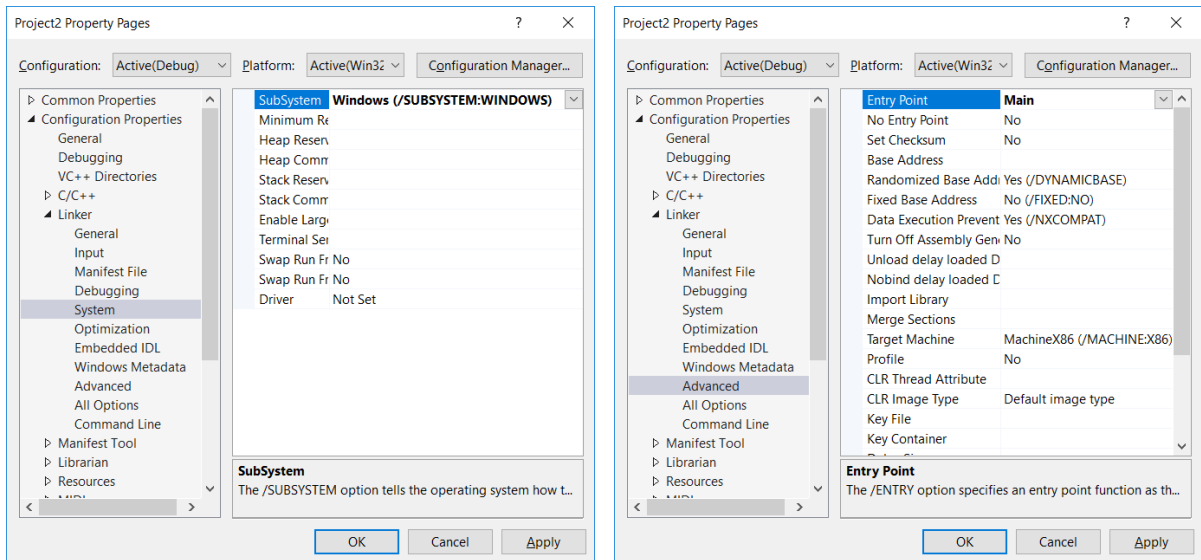 Project2 Property Pages ? ×
Configuration: Active(Debug) Platform: Active(Win32 Configuration Manager...
Common Properties
Configuration Properties
General
Debugging
VC++ Directories
C/C++
Linker
General
Input
Manifest File
Debugging
System
Optimization
Embedded IDL
Windows Metadata
Advanced
All Options
Command Line
Manifest Tool
Librarian
Resources
SubSystem Windows (/SUBSYSTEM:WINDOWS)
Minimum Re
Heap Reserv
Heap Comm
Stack Reserv
Stack Comm
Enable Large
Terminal Ser
Swap Run Fr No
Swap Run Fr No
Driver Not Set
SubSystem
The /SUBSYSTEM option tells the operating system how t...
OK Cancel Apply
Project2 Property Pages ? ×
Configuration: Active(Debug) Platform: Active(Win32 Configuration Manager...
Common Properties
Configuration Properties
General
Debugging
VC++ Directories
C/C++
Linker
General
Input
Manifest File
Debugging
System
Optimization
Embedded IDL
Windows Metadata
Advanced
All Options
Command Line
Manifest Tool
Librarian
Resources
Entry Point Main
No Entry Point No
Set Checksum No
Base Address
Randomized Base Addr Yes (/DYNAMICBASE)
Fixed Base Address No (/FIXED:NO)
Data Execution Prevent Yes (/NXCOMPAT)
Turn Off Assembly Gen No
Unload delay loaded D
Nobind delay loaded D
Import Library
Merge Sections
Target Machine MachineX86 (/MACHINE:X86)
Profile No
CLR Thread Attribute
CLR Image Type Default image type
Key File
Key Container
Entry Point
The /ENTRY option specifies an entry point function as th...
OK Cancel Apply